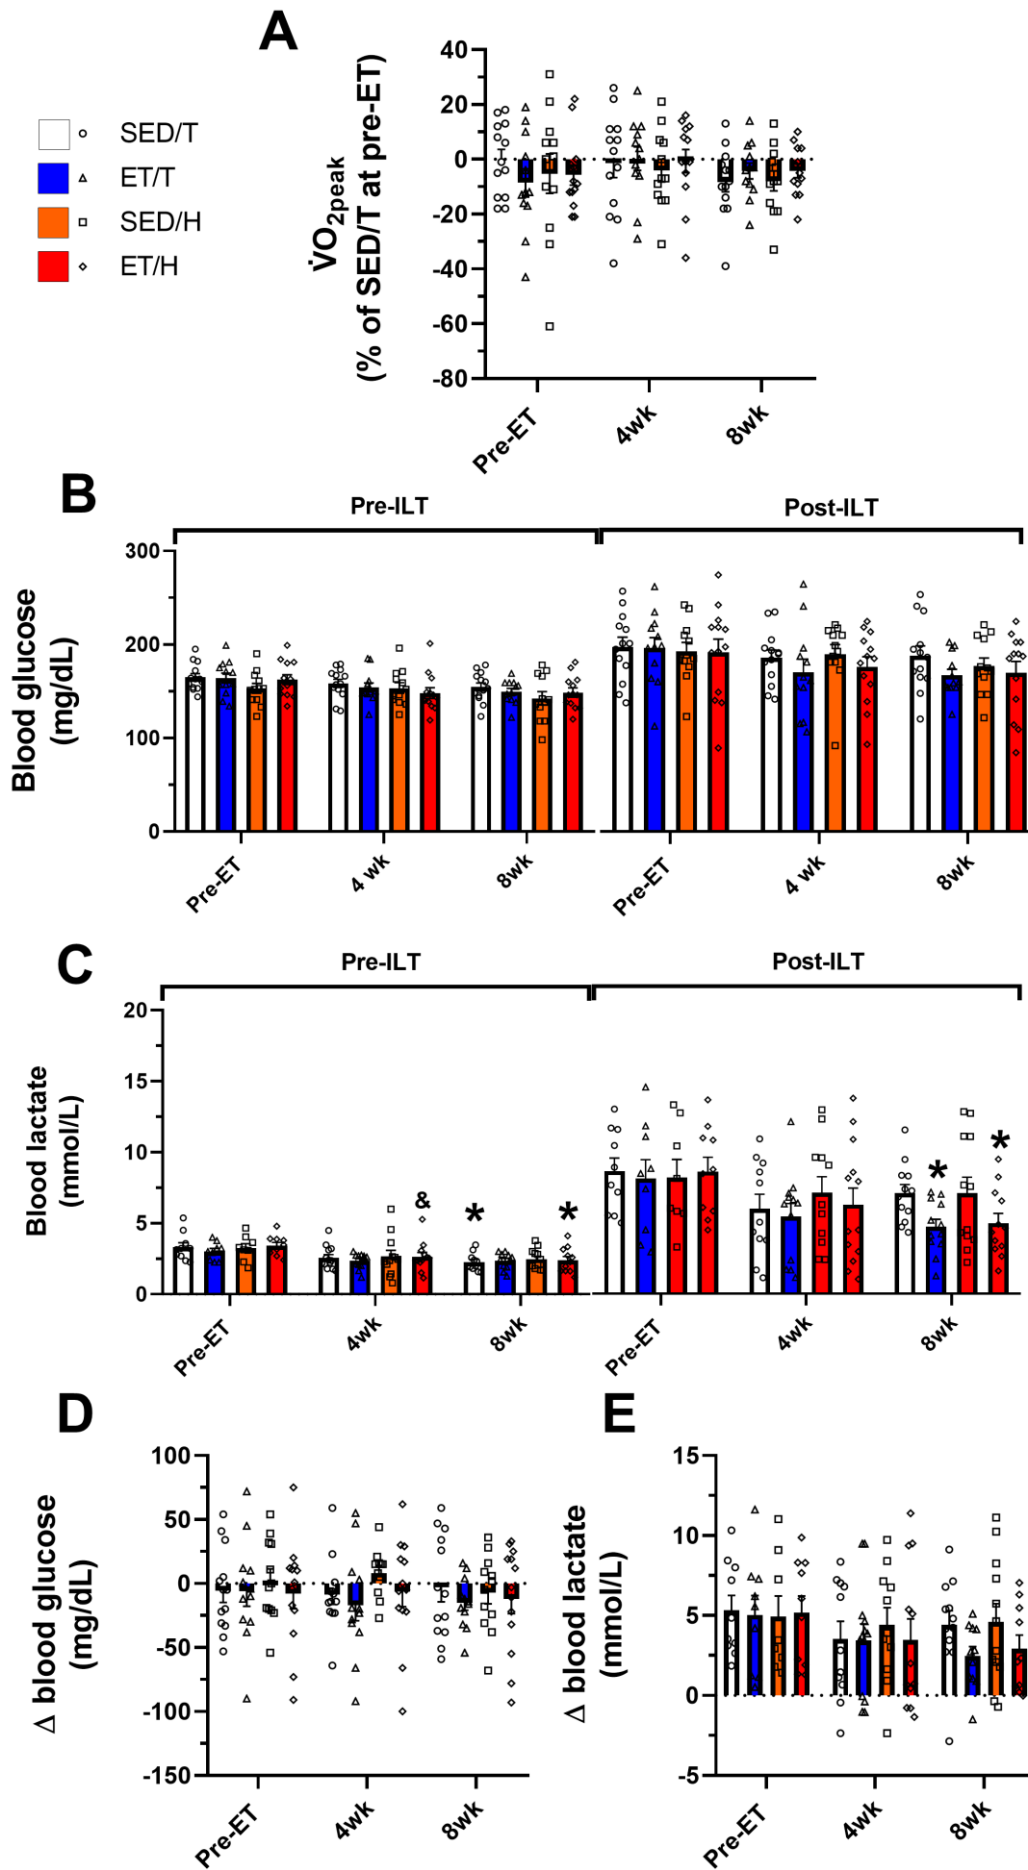 A
SED/T
ET/T
SED/H
ET/H
V̇O2peak
(% of SED/T at pre-ET)
40
20
0
-20
-40
-60
-80
Pre-ET
4wk
8wk
B
Pre-ILT
Post-ILT
Blood glucose
(mg/dL)
300
200
100
0
Pre-ET
4 wk
8wk
Pre-ET
4 wk
8wk
C
Pre-ILT
Post-ILT
Blood lactate
(mmol/L)
20
15
10
5
0
&
*
*
*
*
Pre-ET
4wk
8wk
Pre-ET
4wk
8wk
D
Δ blood glucose
(mg/dL)
100
50
0
-50
-100
-150
Pre-ET
4wk
8wk
E
Δ blood lactate
(mmol/L)
15
10
5
0
-5
Pre-ET
4wk
8wk